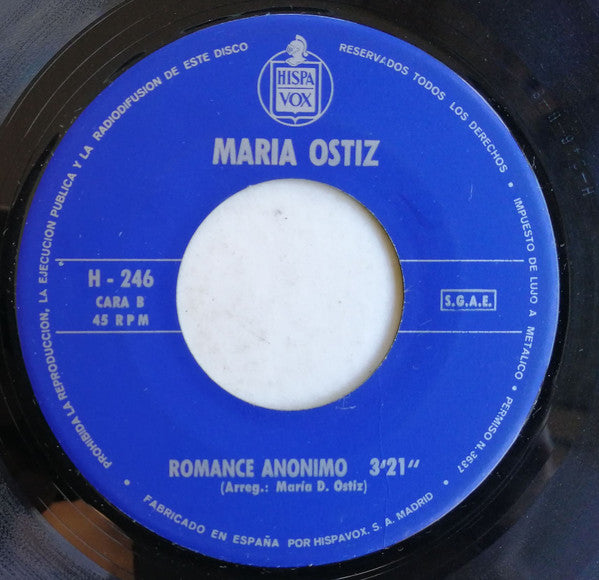 HISPA
VOX
MARIA OSTIZ
H - 246
CARA B
45 RPM
S.G.A.E.
ROMANCE ANONIMO 3'21"
(Arreg.: María D. Ostiz)
PROHIBIDA LA REPRODUCCION, LA EJECUCION PUBLICA Y LA RADIODIFUSION DE ESTE DISCO
RESERVADOS TODOS LOS DERECHOS • IMPUESTO DE LUJO A METALICO • PERMISO N. 3637
• FABRICADO EN ESPAÑA POR HISPAVOX. S. A. MADRID •